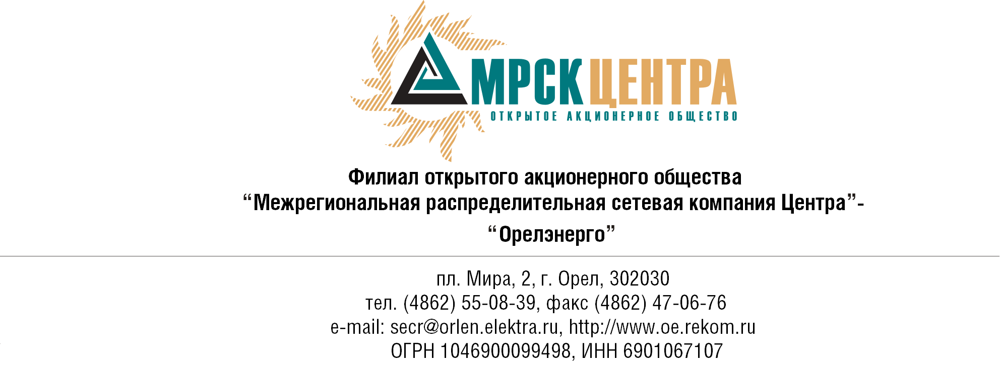 МРСК ЦЕНТРА
ОТКРЫТОЕ АКЦИОНЕРНОЕ ОБЩЕСТВО
Филиал открытого акционерного общества
“Межрегиональная распределительная сетевая компания Центра”-
“Орелэнерго”
пл. Мира, 2, г. Орел, 302030
тел. (4862) 55-08-39, факс (4862) 47-06-76
e-mail: secr@orlen.elektra.ru, http://www.oe.rekom.ru
ОГРН 1046900099498, ИНН 6901067107